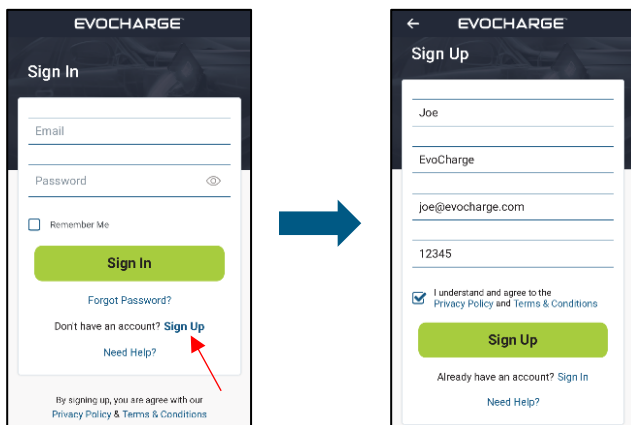 EVOCHARGE
Sign In
Email
Password
Remember Me
Sign In
Forgot Password?
Don't have an account? Sign Up
Need Help?
By signing up, you are agree with our
Privacy Policy & Terms & Conditions
EVOCHARGE
Sign Up
Joe
EvoCharge
joe@evocharge.com
12345
I understand and agree to the
Privacy Policy and Terms & Conditions
Sign Up
Already have an account? Sign In
Need Help?